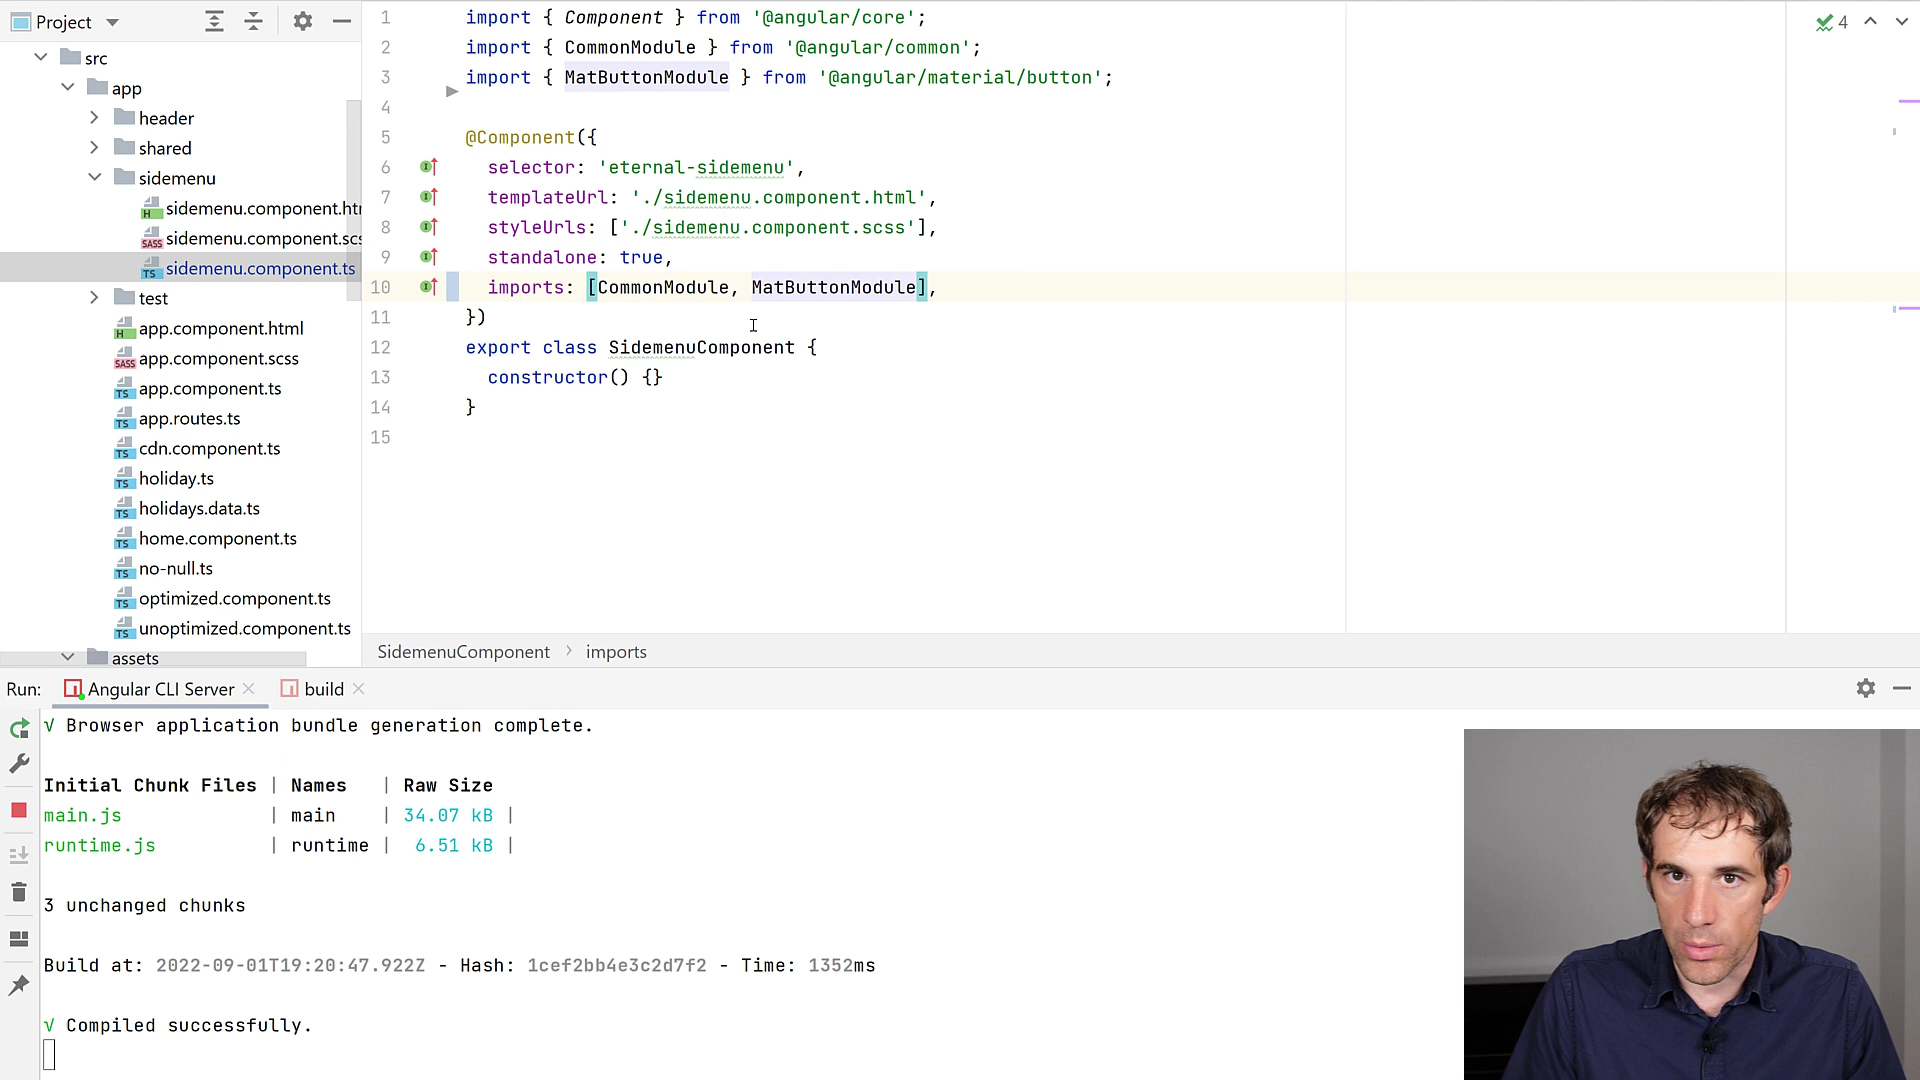 Project
src
app
header
shared
sidemenu
sidemenu.component.htm
sidemenu.component.scs
sidemenu.component.ts
test
app.component.html
app.component.scss
app.component.ts
app.routes.ts
cdn.component.ts
holiday.ts
holidays.data.ts
home.component.ts
no-null.ts
optimized.component.ts
unoptimized.component.ts
assets
1 import { Component } from '@angular/core';
2 import { CommonModule } from '@angular/common';
3 import { MatButtonModule } from '@angular/material/button';
4
5 @Component({
6 selector: 'eternal-sidemenu',
7 templateUrl: './sidemenu.component.html',
8 styleUrls: ['./sidemenu.component.scss'],
9 standalone: true,
10 imports: [CommonModule, MatButtonModule],
11 })
12 export class SidemenuComponent {
13 constructor() {}
14 }
15
4
SidemenuComponent > imports
Run: Angular CLI Server build
√ Browser application bundle generation complete.
Initial Chunk Files | Names | Raw Size
main.js | main | 34.07 kB |
runtime.js | runtime | 6.51 kB |
3 unchanged chunks
Build at: 2022-09-01T19:20:47.922Z - Hash: 1cef2bb4e3c2d7f2 - Time: 1352ms
√ Compiled successfully.